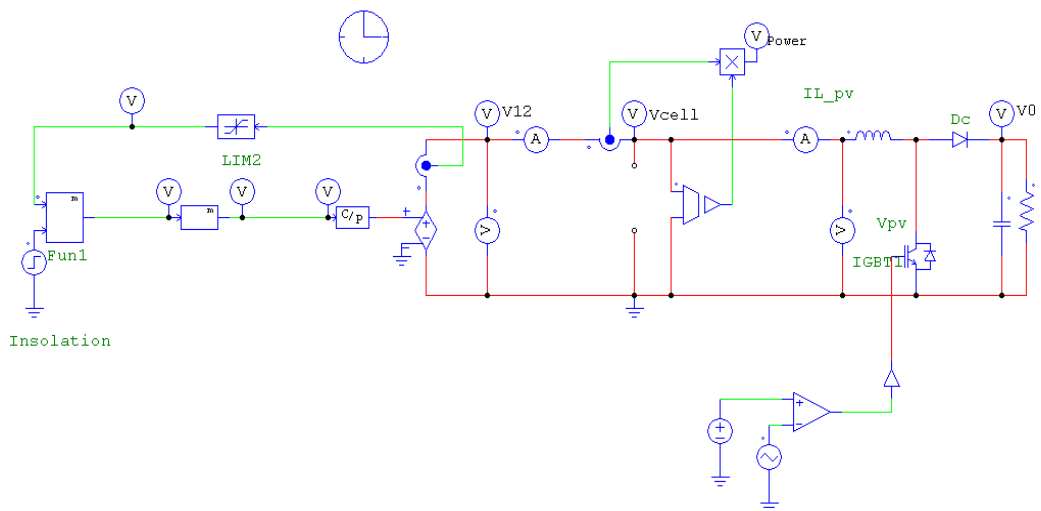 V
Power
IL_pv
V
V
V12
V
Vcell
V
V0
Dc
A
A
LIM2
m
V
V
V
m
C/P
V
V
Vpv
Fun1
IGBT1
Insolation